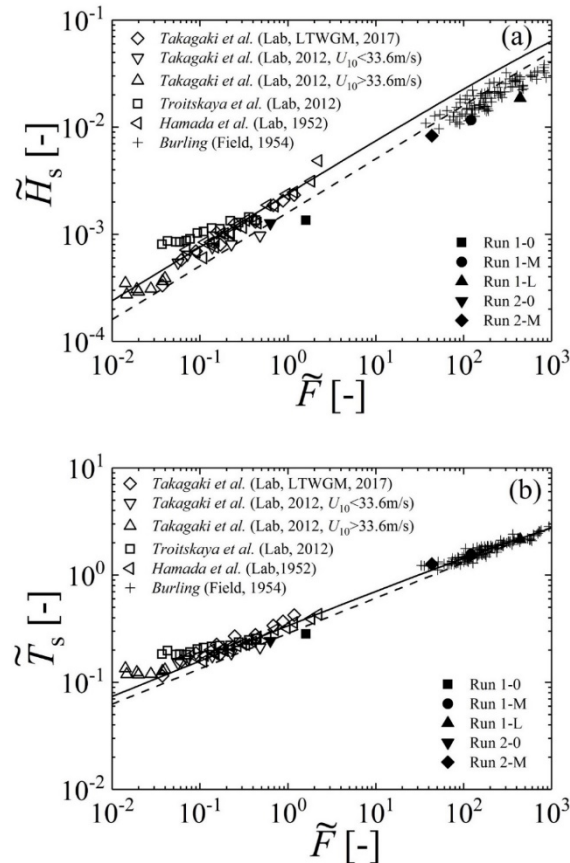 (a)
◇ Takagaki et al. (Lab, LTWGM, 2017)
▽ Takagaki et al. (Lab, 2012, U₁₀<33.6m/s)
△ Takagaki et al. (Lab, 2012, U₁₀>33.6m/s)
□ Troitskaya et al. (Lab, 2012)
◁ Hamada et al. (Lab, 1952)
+ Burling (Field, 1954)
10⁻¹
10⁻²
10⁻³
10⁻⁴
H̃ₛ [-]
■ Run 1-0
● Run 1-M
▲ Run 1-L
▼ Run 2-0
◆ Run 2-M
10⁻² 10⁻¹ 10⁰ 10¹ 10² 10³
F̃ [-]
(b)
◇ Takagaki et al. (Lab, LTWGM, 2017)
▽ Takagaki et al. (Lab, 2012, U₁₀<33.6m/s)
△ Takagaki et al. (Lab, 2012, U₁₀>33.6m/s)
□ Troitskaya et al. (Lab, 2012)
◁ Hamada et al. (Lab,1952)
+ Burling (Field, 1954)
10¹
10⁰
10⁻¹
10⁻²
T̃ₛ [-]
■ Run 1-0
● Run 1-M
▲ Run 1-L
▼ Run 2-0
◆ Run 2-M
10⁻² 10⁻¹ 10⁰ 10¹ 10² 10³
F̃ [-]